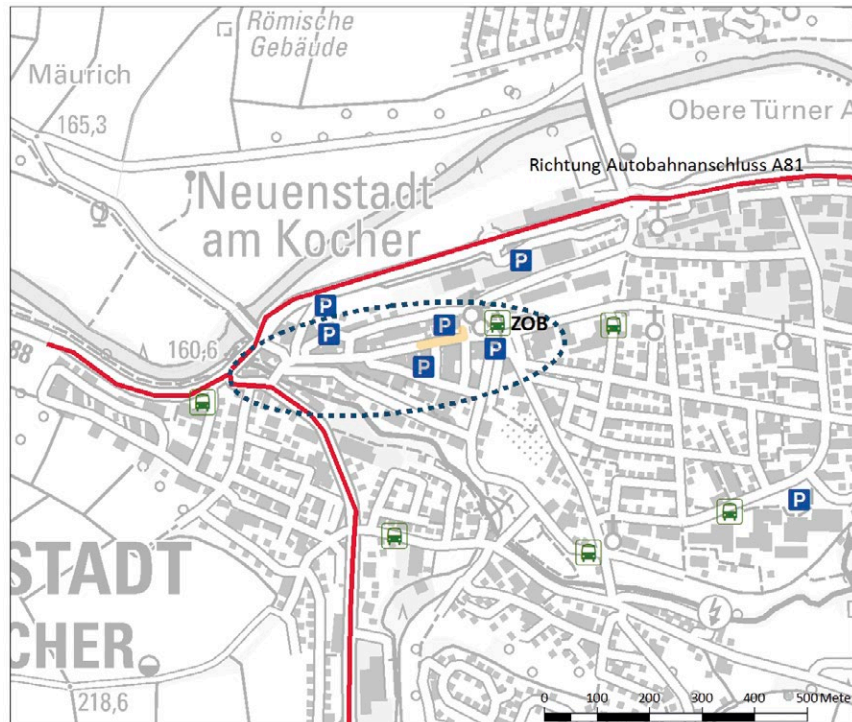 Römische
Gebäude
Mäurich
165,3
Obere Türner A
Richtung Autobahnanschluss A81
Neuenstadt
am Kocher
P
P
P
P
ZOB
P
P
160,6
88
P
STADT
CHER
218,6
0 100 200 300 400 500 Mete